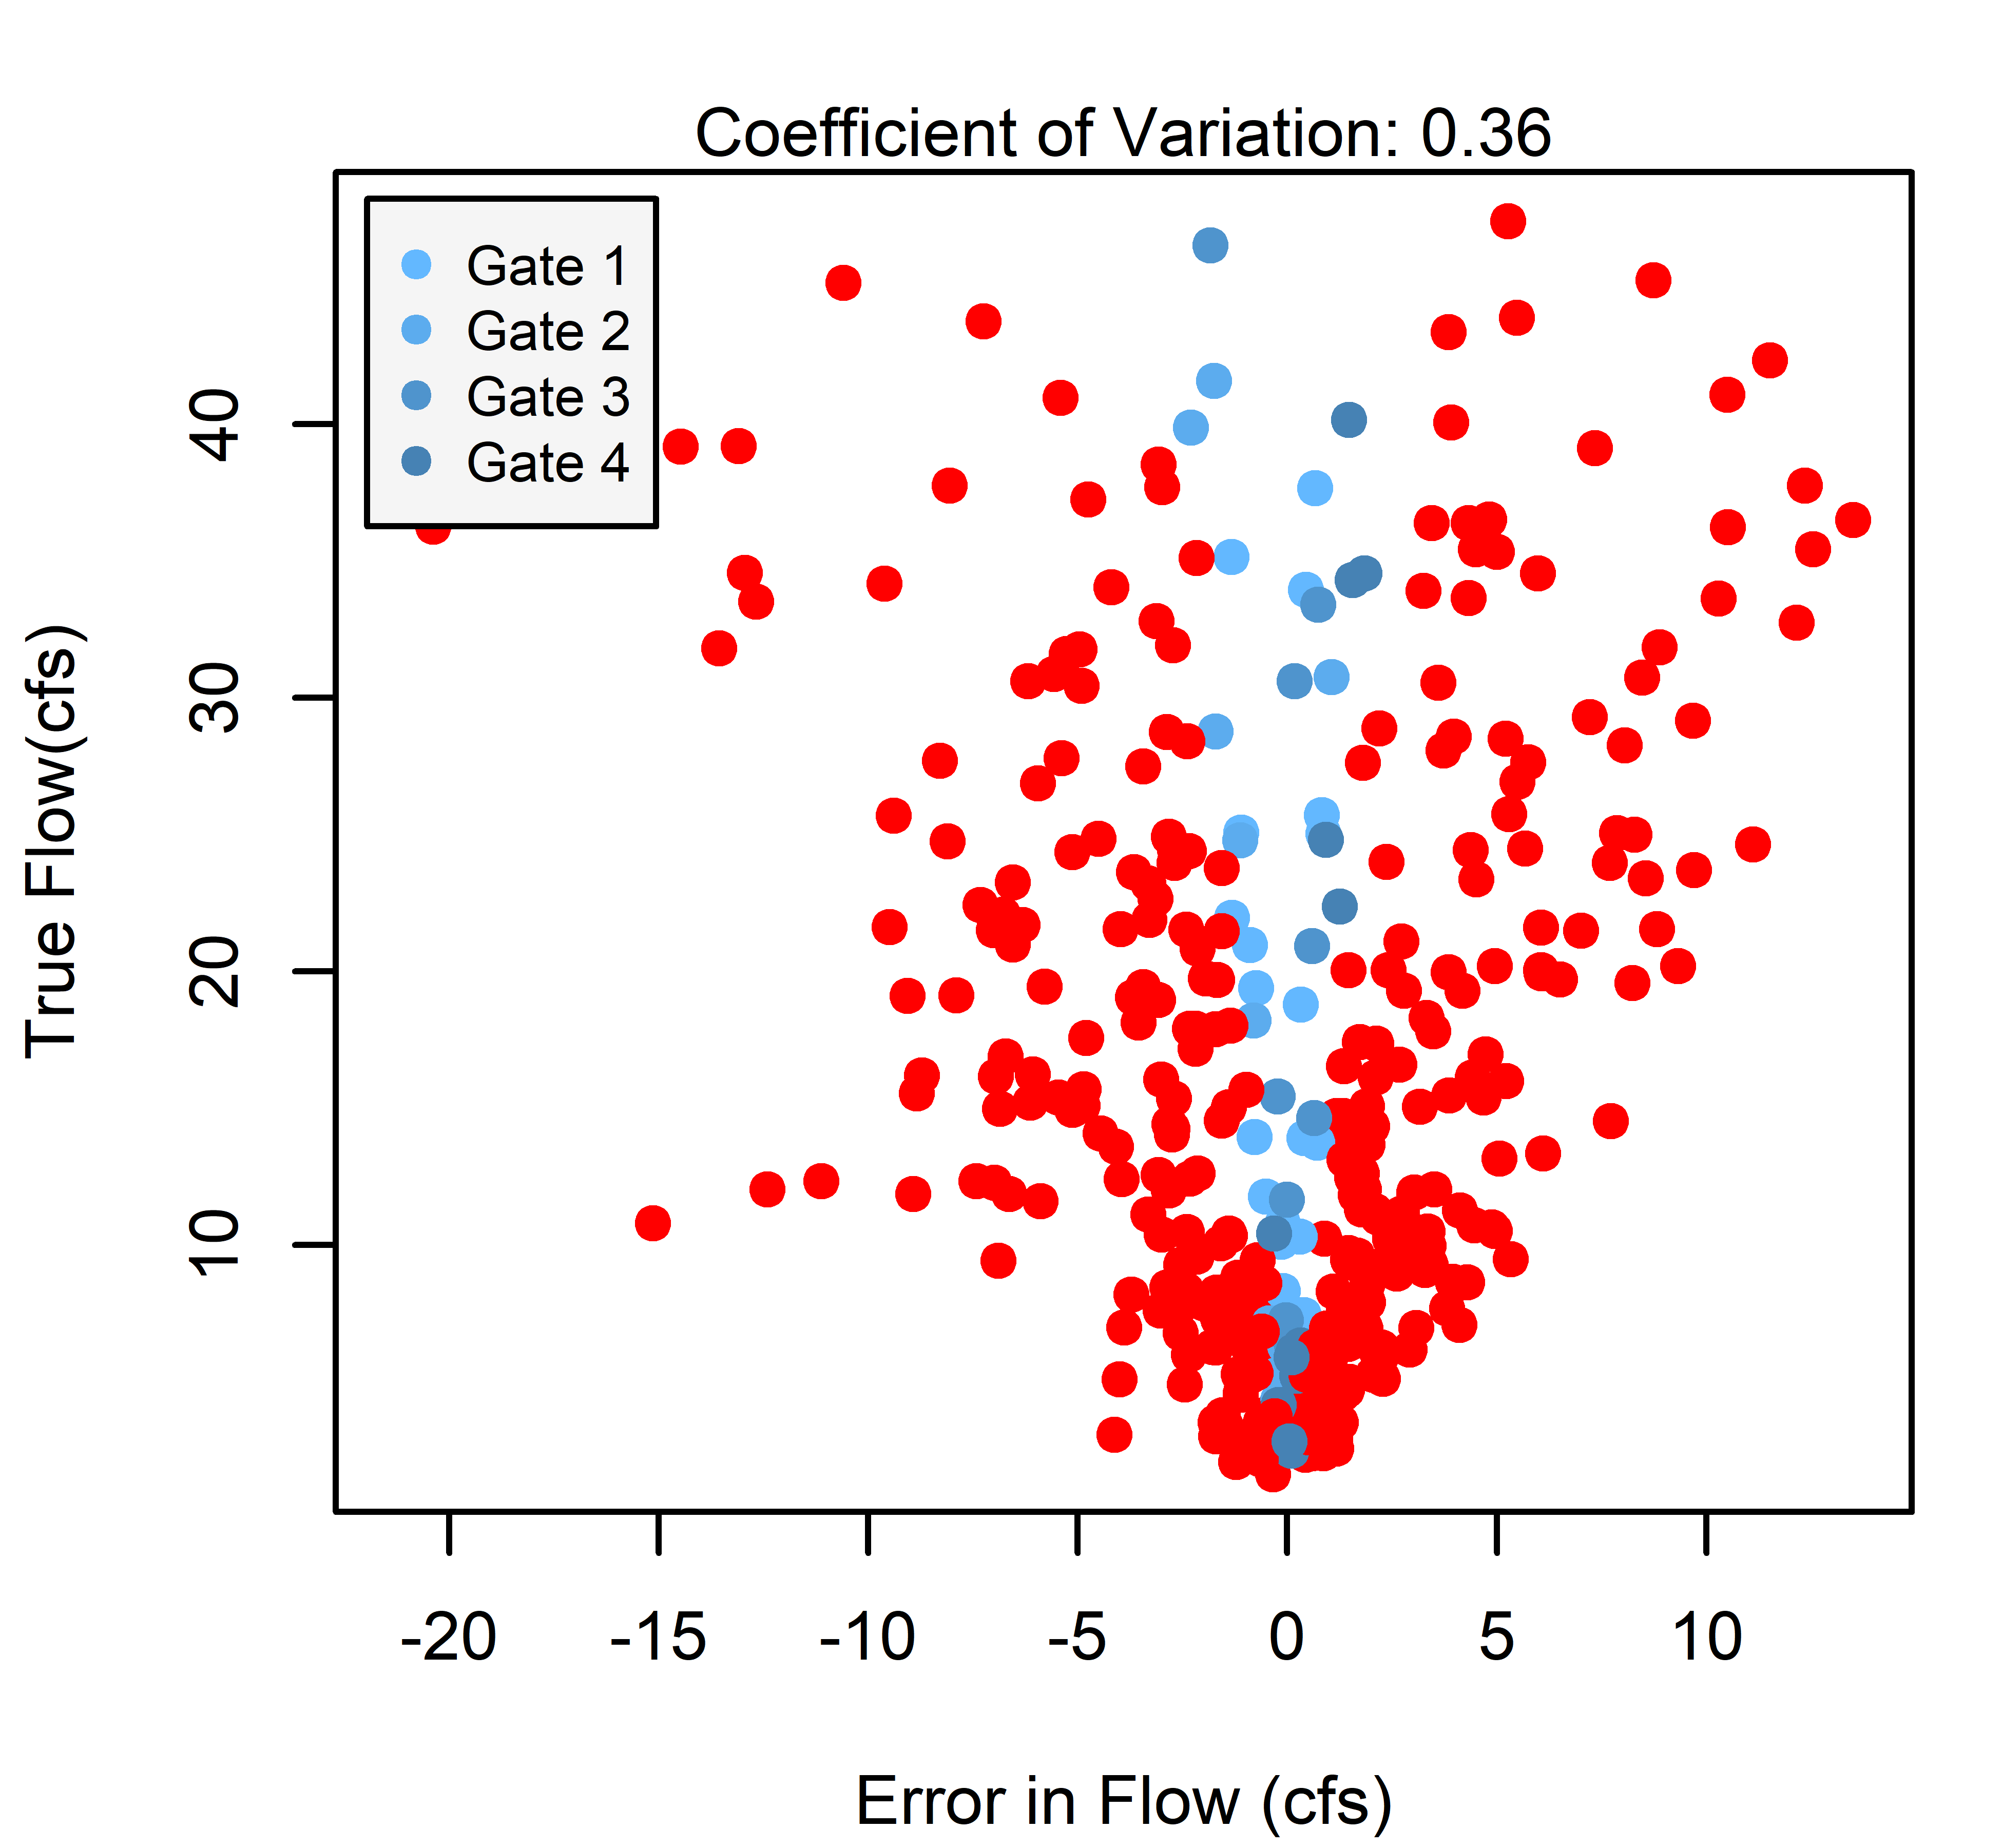 Coefficient of Variation: 0.36
Gate 1
Gate 2
Gate 3
Gate 4
True Flow(cfs)
40
30
20
10
-20 -15 -10 -5 0 5 10
Error in Flow (cfs)